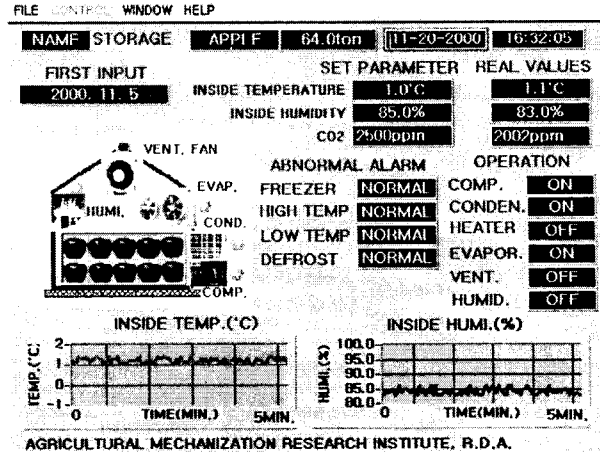 FILE CONTROL WINDOW HELP
NAME STORAGE APPLE 64.0ton 11-20-2000 16:32:05
FIRST INPUT
2000. 11. 5
SET PARAMETER REAL VALUES
INSIDE TEMPERATURE 1.0°C 1.1°C
INSIDE HUMIDITY 85.0% 83.0%
CO2 2500ppm 2002ppm
VENT. FAN
EVAP.
HUMI.
COND.
COMP.
ABNORMAL ALARM
FREEZER NORMAL
HIGH TEMP NORMAL
LOW TEMP NORMAL
DEFROST NORMAL
OPERATION
COMP. ON
CONDEN. ON
HEATER OFF
EVAPOR. ON
VENT. OFF
HUMID. OFF
INSIDE TEMP.(°C)
TEMP.(°C)
2
1
0
-1
0 TIME(MIN.) 5MIN.
INSIDE HUMI.(%)
HUMI.(%)
100.0
95.0
90.0
85.0
80.0
0 TIME(MIN.) 5MIN.
AGRICULTURAL MECHANIZATION RESEARCH INSTITUTE, R.D.A.